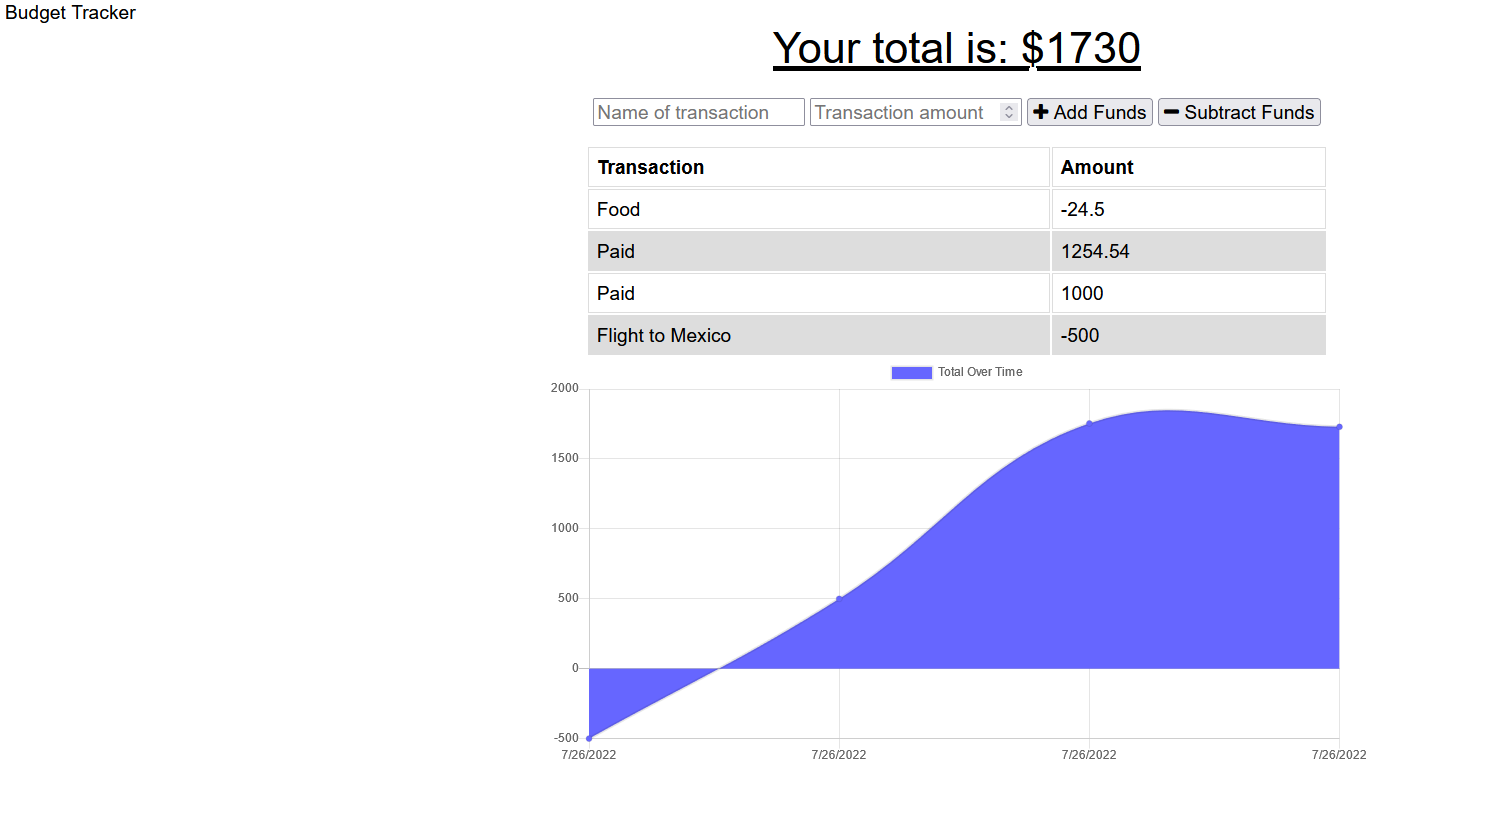 Budget Tracker
Your total is: $1730
Name of transaction Transaction amount Add Funds Subtract Funds
Transaction Amount
Food -24.5
Paid 1254.54
Paid 1000
Flight to Mexico -500
Total Over Time
2000
1500
1000
500
0
-500
7/26/2022 7/26/2022 7/26/2022 7/26/2022